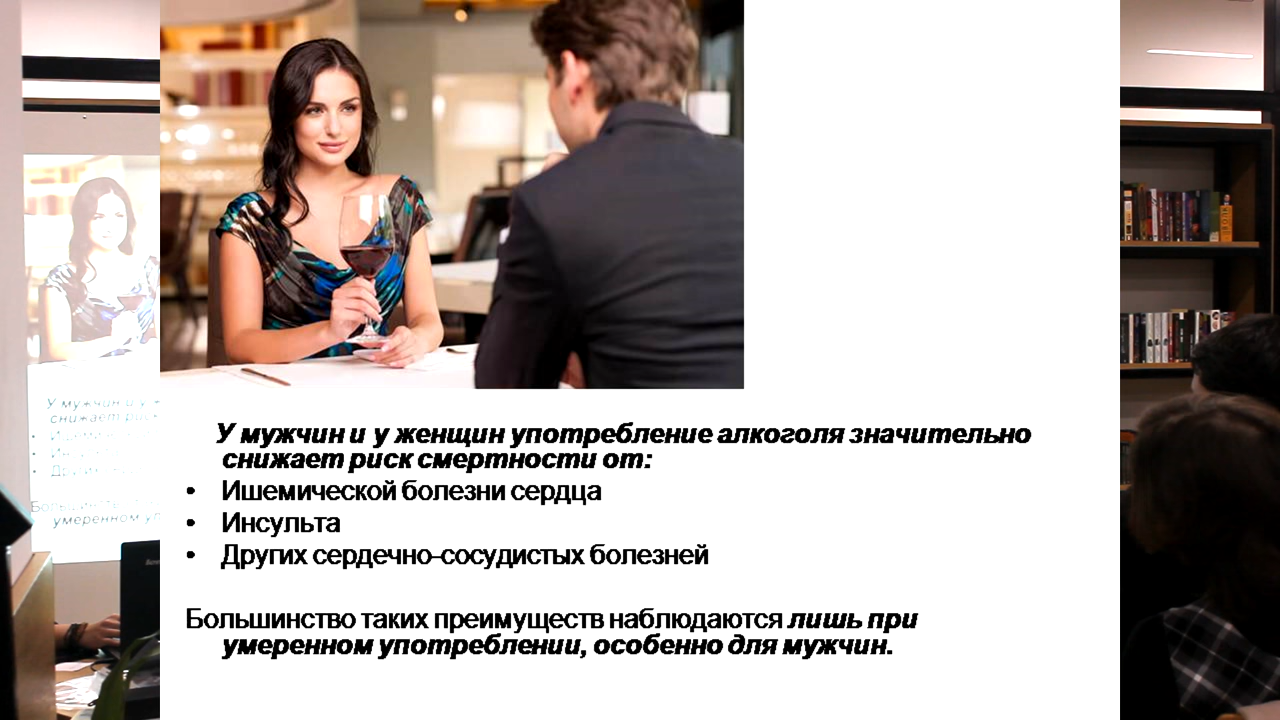 У мужчин и у женщин употребление алкоголя значительно
снижает риск смертности от:
• Ишемической болезни сердца
• Инсульта
• Других сердечно-сосудистых болезней
Большинство таких преимуществ наблюдаются лишь при
умеренном употреблении, особенно для мужчин.